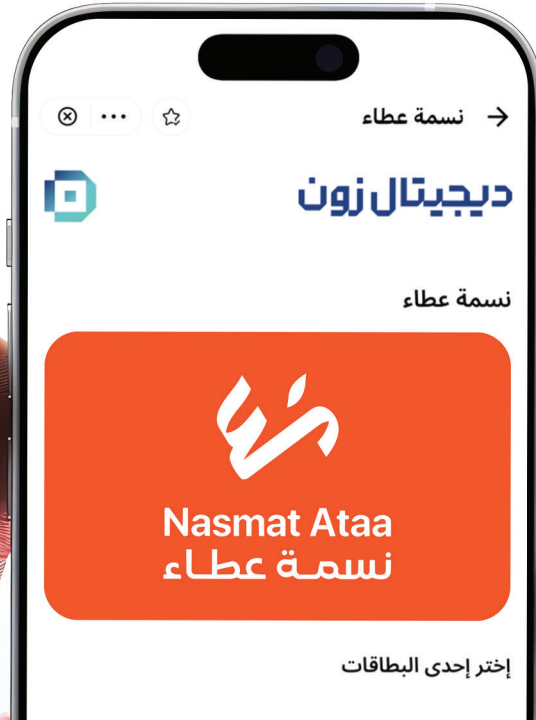 نسمة عطاء
ديجيتال زون
نسمة عطاء
Nasmat Ataa
نسمة عطاء
إختر إحدى البطاقات